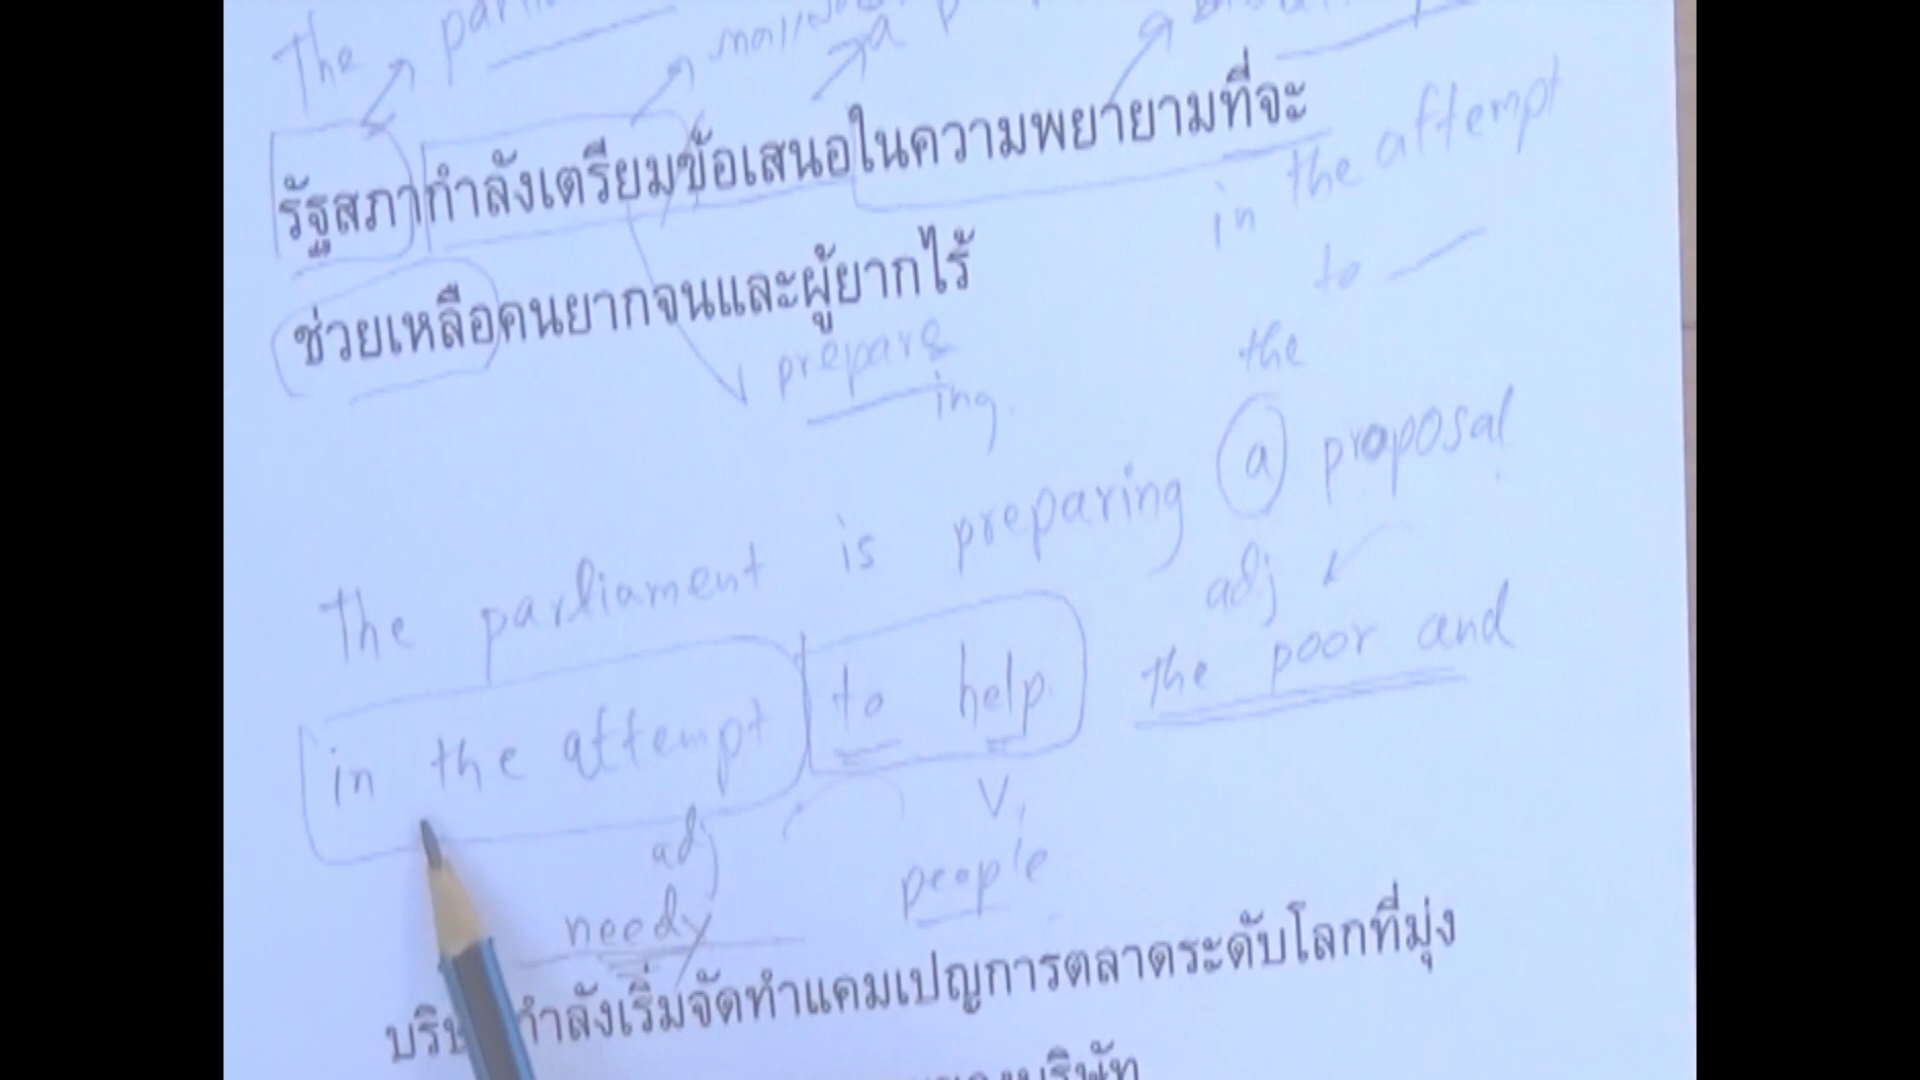 The
a
รัฐสภากำลังเตรียมข้อเสนอในความพยายามที่จะ
in the attempt
to
ช่วยเหลือคนยากจนและผู้ยากไร้
prepare
ing
the
The parliament is preparing a proposal
adj
in the attempt to help the poor and
V
adj
needy people
กำลังเริ่มจัดทำแคมเปญการตลาดระดับโลกที่มุ่ง